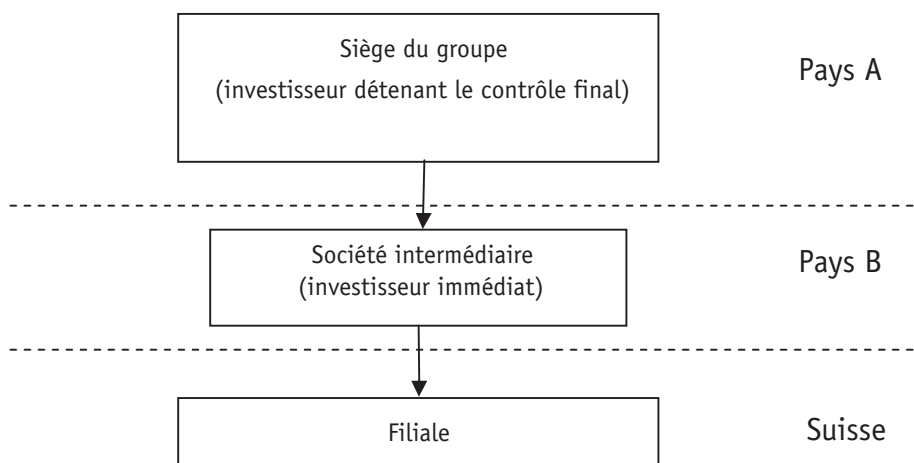 Siège du groupe
(investisseur détenant le contrôle final)
Pays A
Société intermédiaire
(investisseur immédiat)
Pays B
Filiale
Suisse